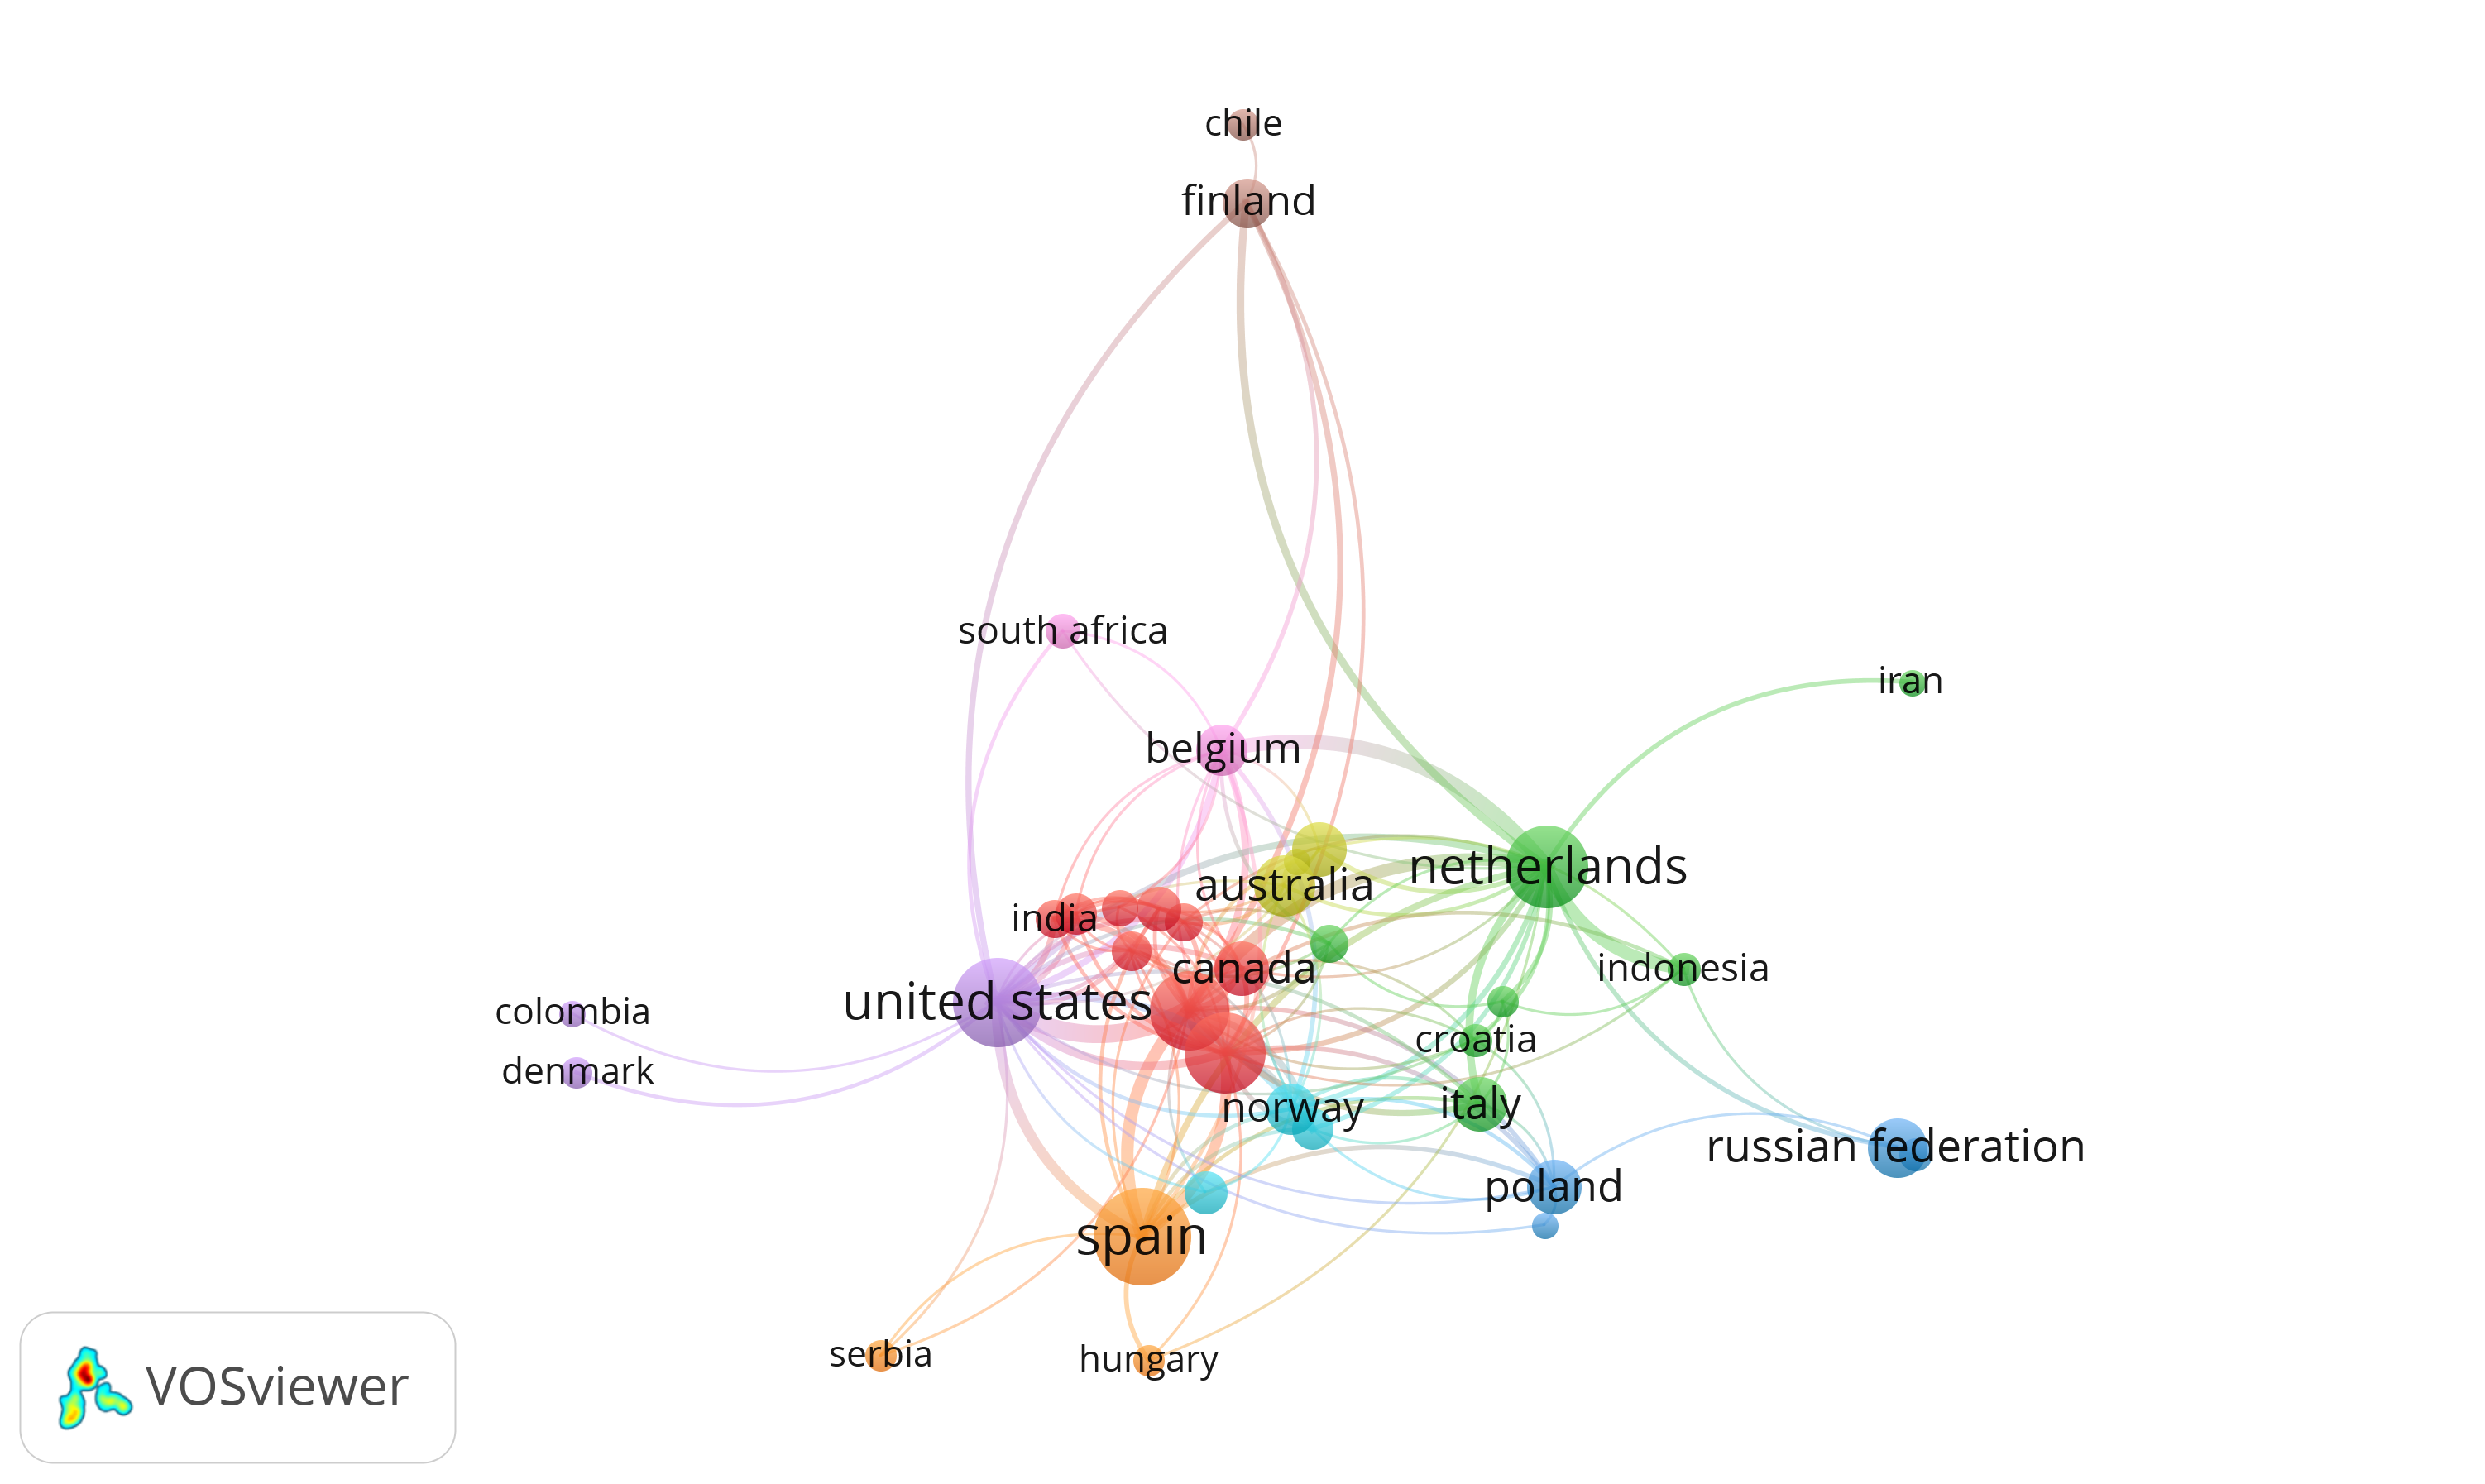 chile
finland
south africa
iran
belgium
netherlands
australia
india
canada
indonesia
united states
colombia
croatia
denmark
norway
italy
russian federation
poland
spain
serbia
hungary
VOSviewer